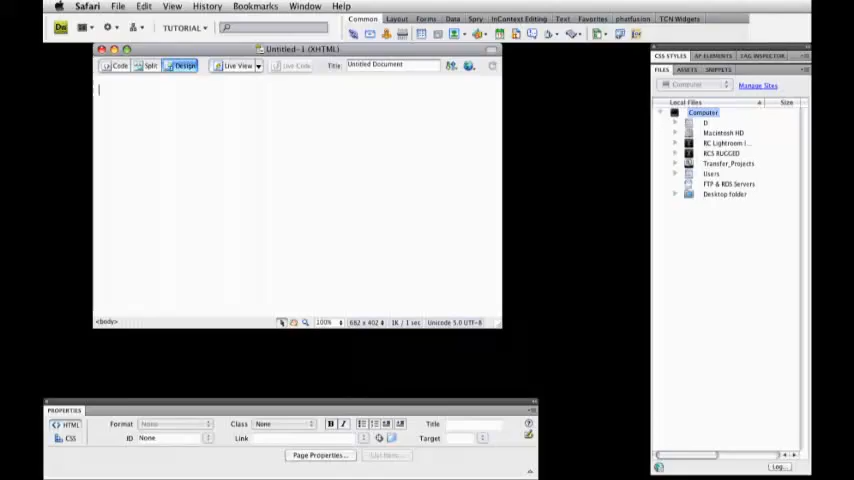 Safari File Edit View History Bookmarks Window Help
Dw TUTORIAL
Common Layout Forms Data Spry InContext Editing Text Favorites phatfusion TCN Widgets
Untitled-1 (XHTML)
Code Split Design Live View Live Code Title: Untitled Document
<body> 100% 682 x 402 1K / 1 sec Unicode 5.0 UTF-8
CSS STYLES AP ELEMENTS TAG INSPECTOR
FILES ASSETS SNIPPETS
Computer Manage Sites
Local Files Size
Computer
D
Macintosh HD
RC Lightroom I...
RCS RUGGED
Transfer_Projects
Users
FTP & RDS Servers
Desktop folder
Log...
PROPERTIES
HTML Format None Class None B I Title
CSS ID None Link Target
Page Properties... List Item...